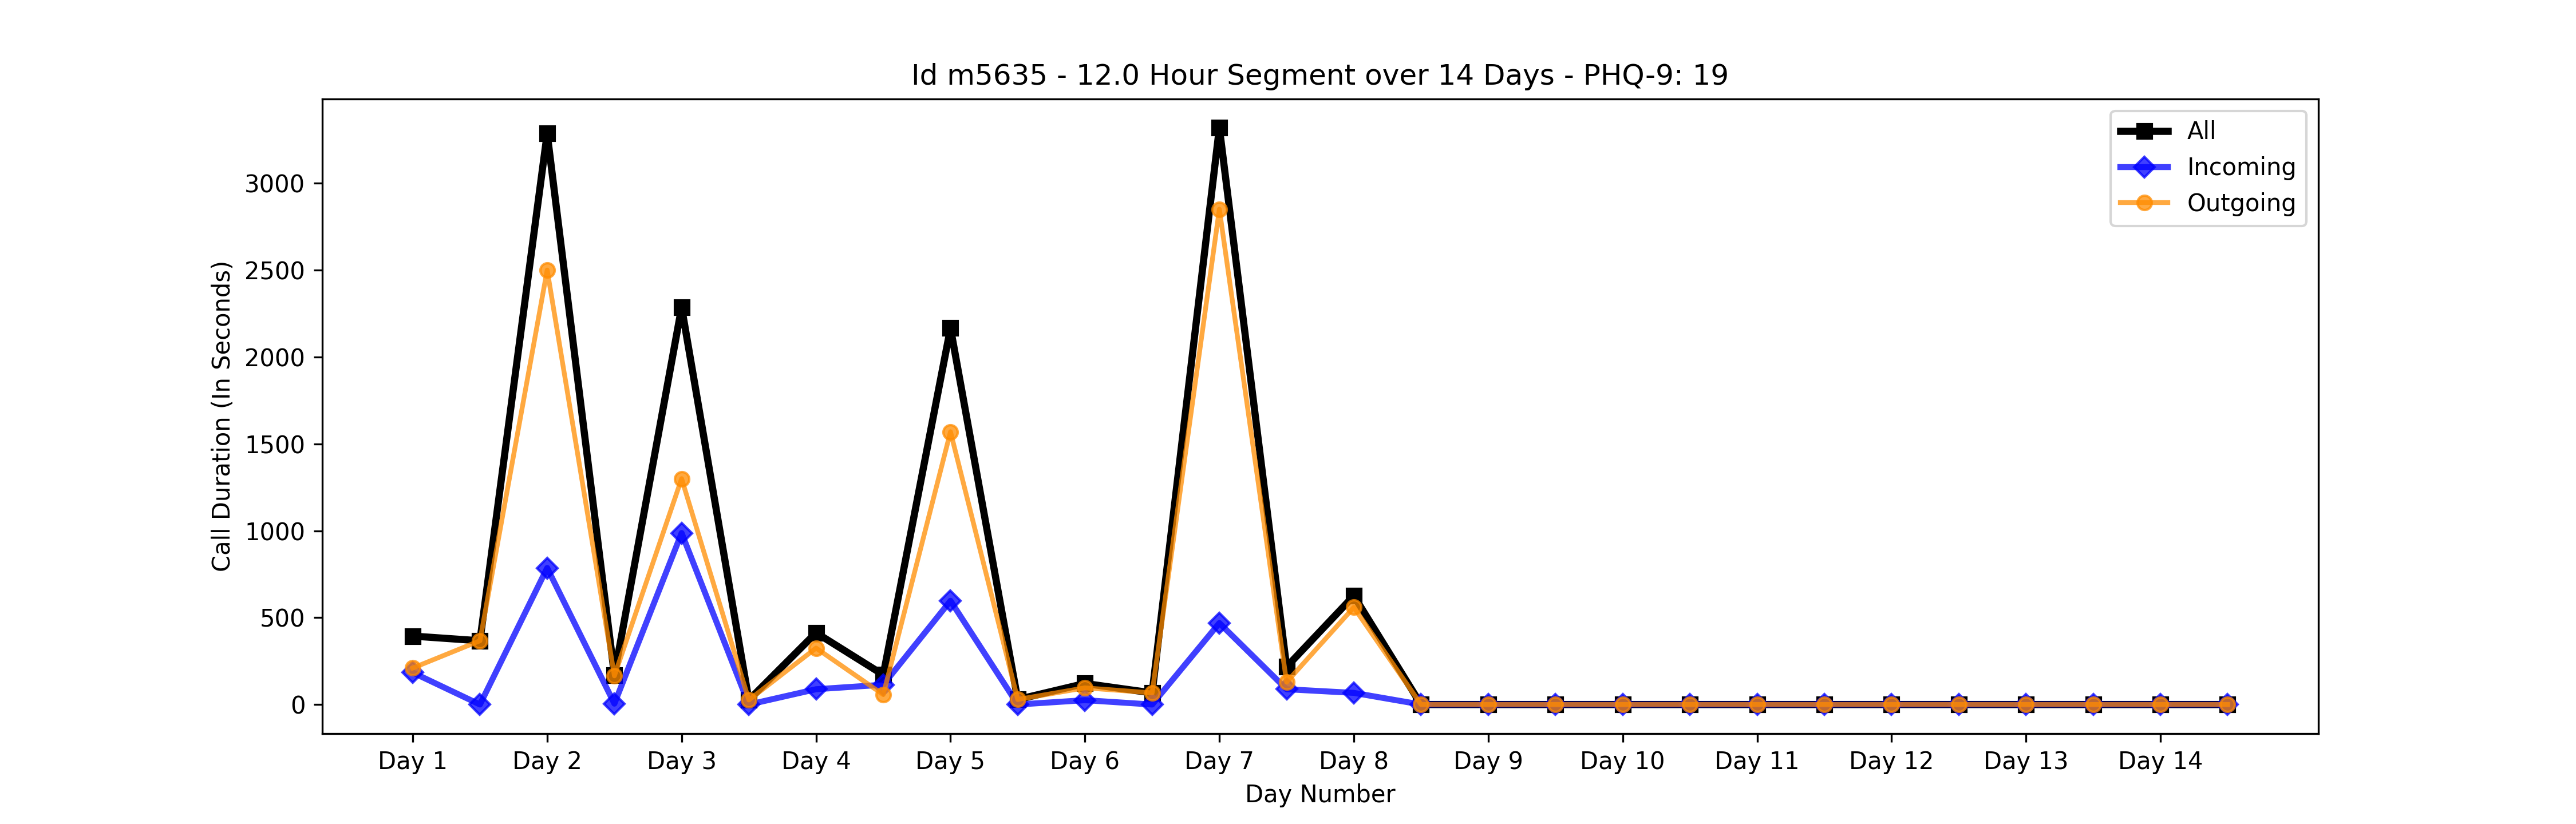 Id m5635 - 12.0 Hour Segment over 14 Days - PHQ-9: 19
All
Incoming
Outgoing
Call Duration (In Seconds)
3000
2500
2000
1500
1000
500
0
Day 1 Day 2 Day 3 Day 4 Day 5 Day 6 Day 7 Day 8 Day 9 Day 10 Day 11 Day 12 Day 13 Day 14
Day Number